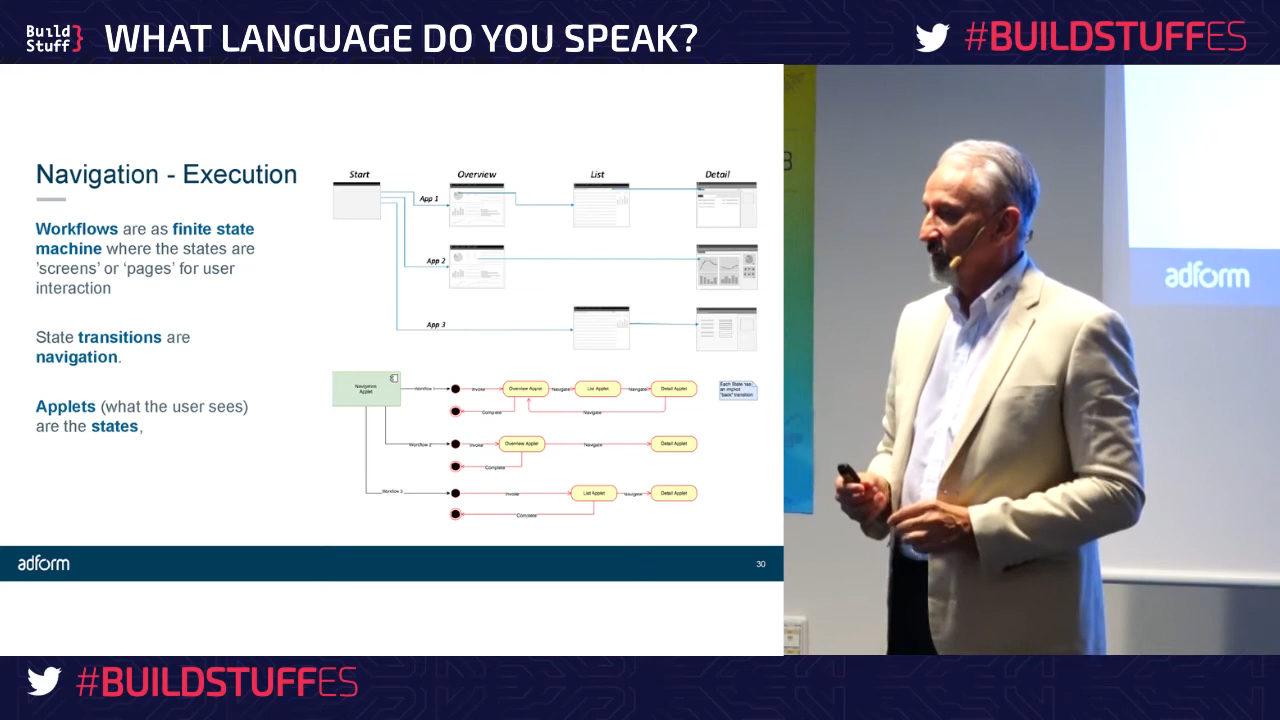 Build
Stuff}
WHAT LANGUAGE DO YOU SPEAK?
#BUILDSTUFFES
Navigation - Execution
Workflows are as finite state
machine where the states are
'screens' or 'pages' for user
interaction
State transitions are
navigation.
Applets (what the user sees)
are the states,
Start
Overview
List
Detail
App 1
App 2
App 3
Navigation
Applet
Workflow 1
Invoke
Overview Applet
Navigate
List Applet
Navigate
Detail Applet
Complete
Navigate
Each State has
an implicit
"back" transition
Workflow 2
Invoke
Overview Applet
Navigate
Detail Applet
Complete
Workflow 3
Invoke
List Applet
Navigate
Detail Applet
Complete
adform
30
adform
#BUILDSTUFFES